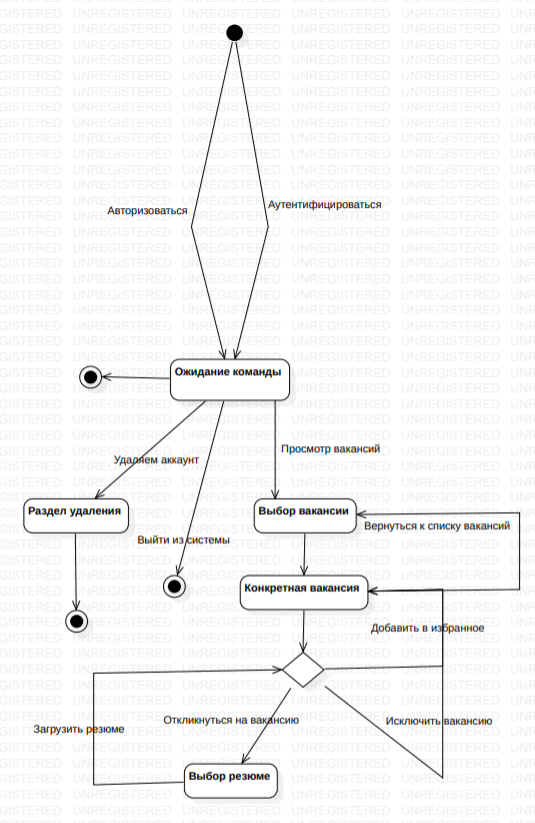 Авторизоваться
Аутентифицироваться
Ожидание команды
Удаляем аккаунт
Просмотр вакансий
Раздел удаления
Выбор вакансии
Вернуться к списку вакансий
Выйти из системы
Конкретная вакансия
Добавить в избранное
Откликнуться на вакансию
Исключить вакансию
Загрузить резюме
Выбор резюме
UNREGISTERED